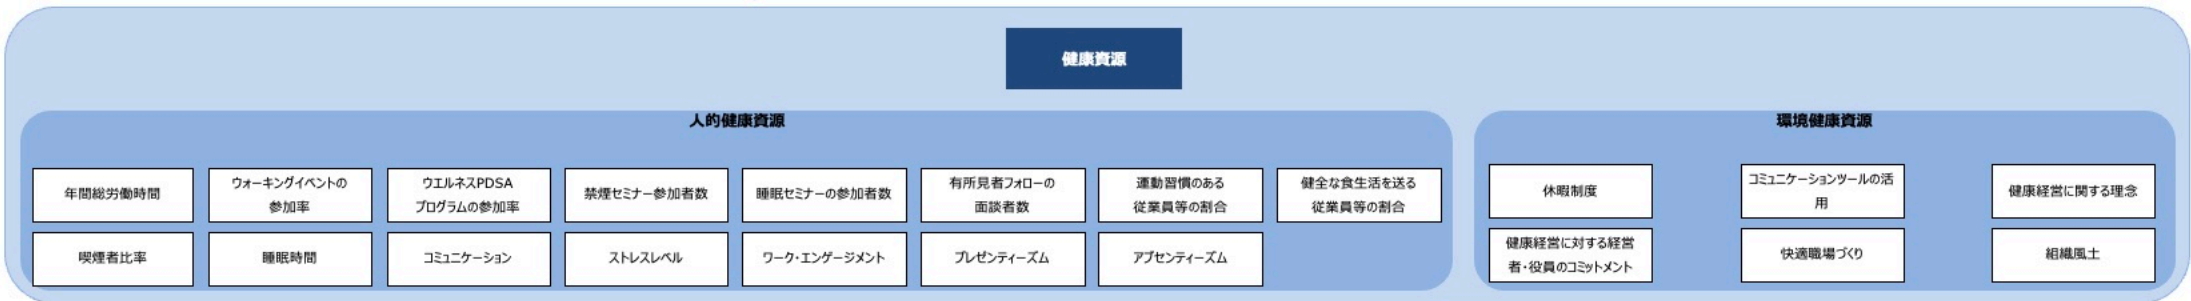 健康資源
人的健康資源
年間総労働時間
ウォーキングイベントの
参加率
ウエルネスPDSA
プログラムの参加率
禁煙セミナー参加者数
睡眠セミナーの参加者数
有所見者フォローの
面談者数
運動習慣のある
従業員等の割合
健全な食生活を送る
従業員等の割合
喫煙者比率
睡眠時間
コミュニケーション
ストレスレベル
ワーク・エンゲージメント
プレゼンティーズム
アブセンティーズム
環境健康資源
休暇制度
コミュニケーションツールの活
用
健康経営に関する理念
健康経営に対する経営
者・役員のコミットメント
快適職場づくり
組織風土